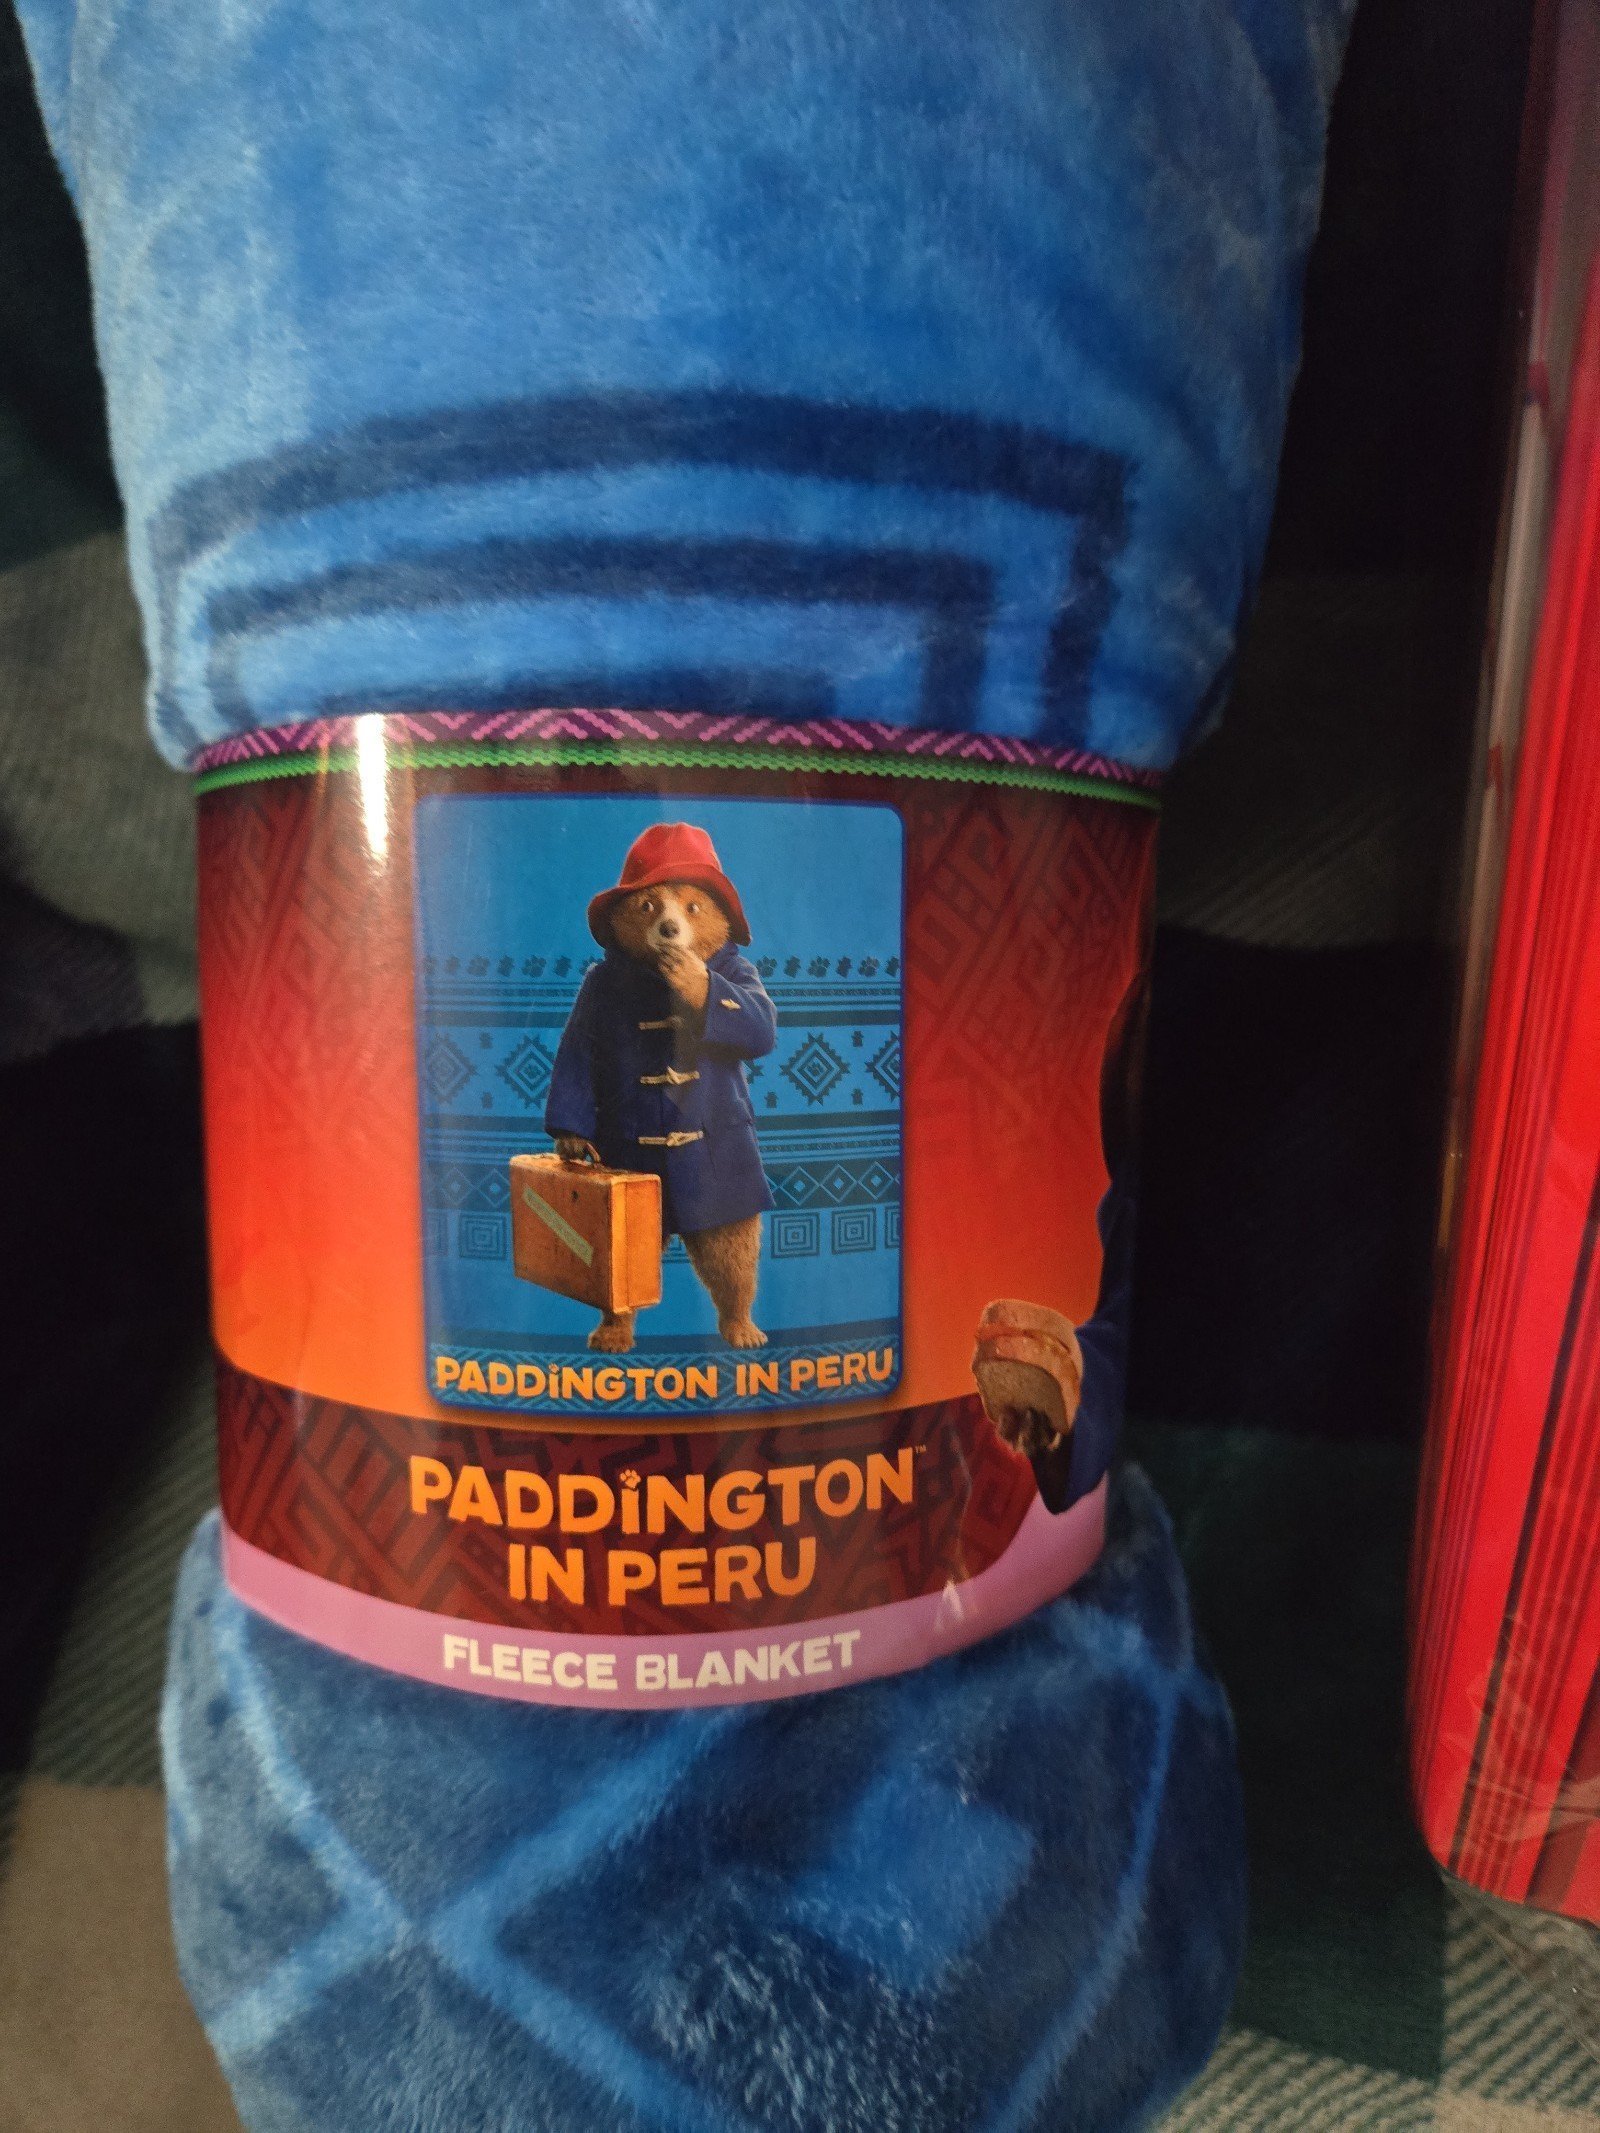 PADDINGTON IN PERU
PADDINGTON™
IN PERU
FLEECE BLANKET